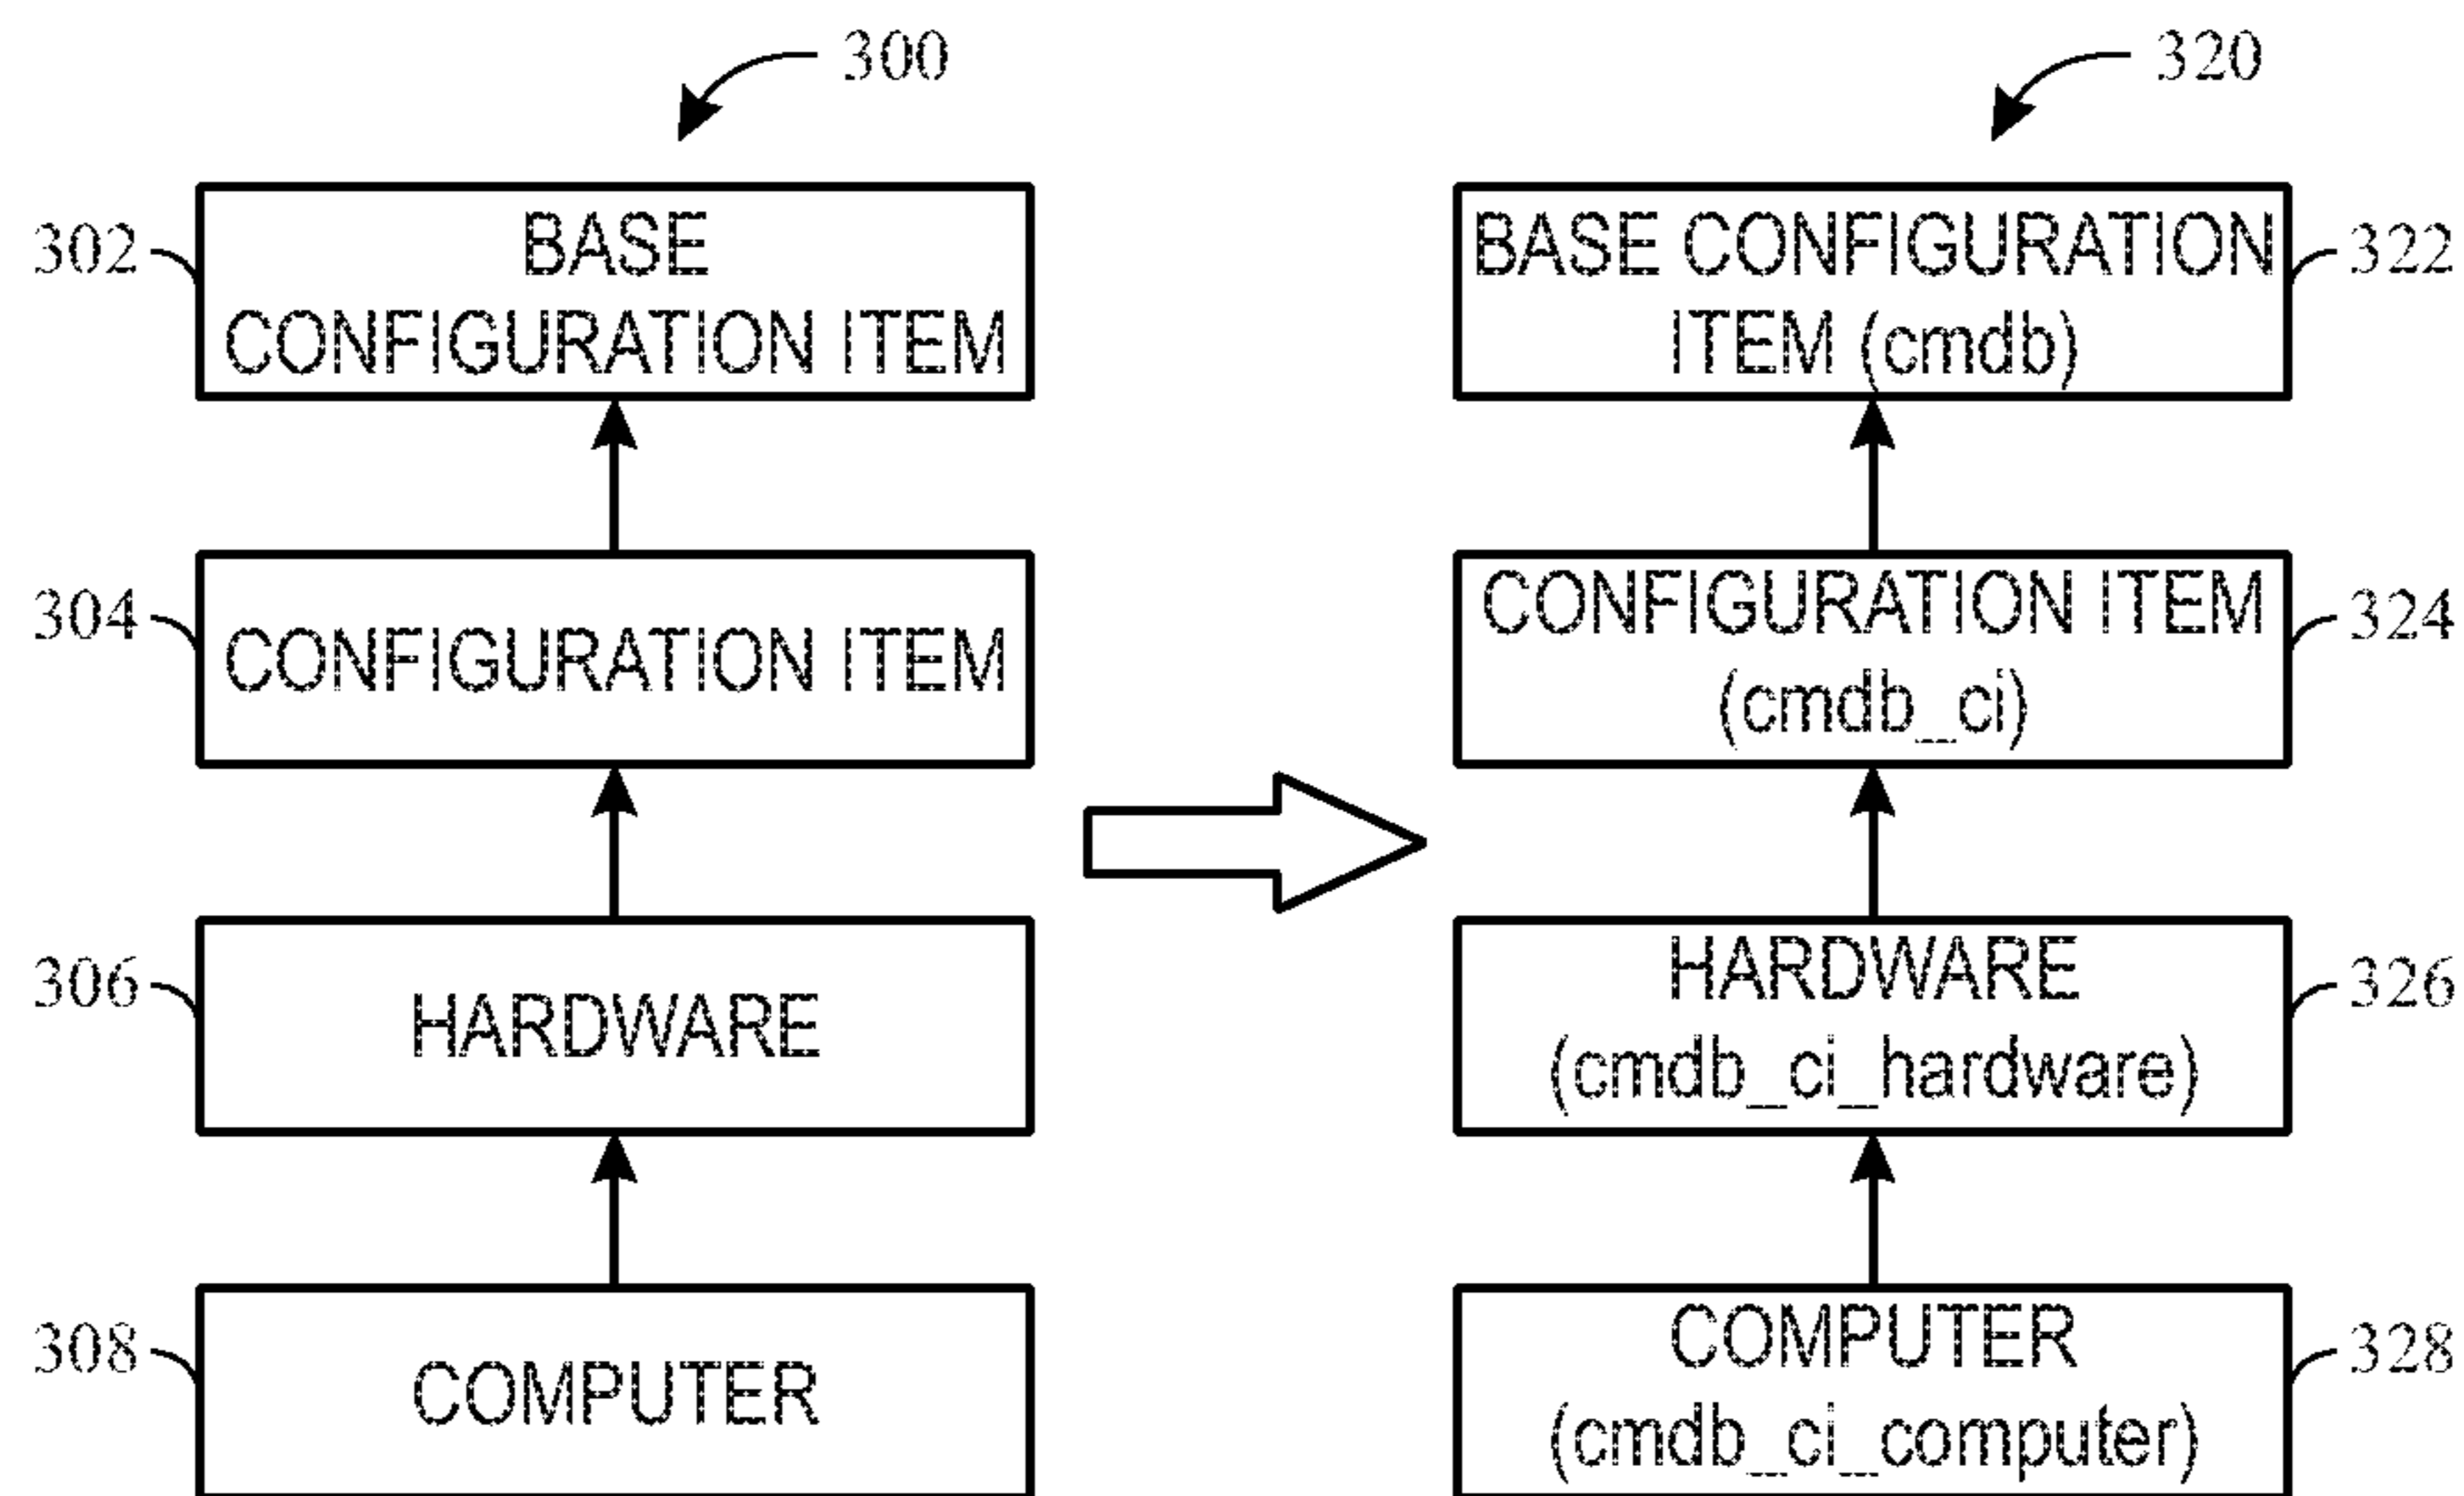 300
320
302
BASE
CONFIGURATION ITEM
BASE CONFIGURATION
ITEM (cmdb)
322
304
CONFIGURATION ITEM
CONFIGURATION ITEM
(cmdb_ci)
324
306
HARDWARE
HARDWARE
(cmdb_ci_hardware)
326
308
COMPUTER
COMPUTER
(cmdb_ci_computer)
328